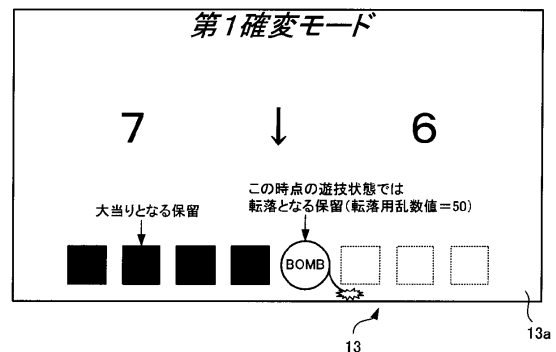 第1確変モード
7 ↓ 6
この時点の遊技状態では
大当りとなる保留
転落となる保留(転落用乱数値=50)
BOMB
13
13a